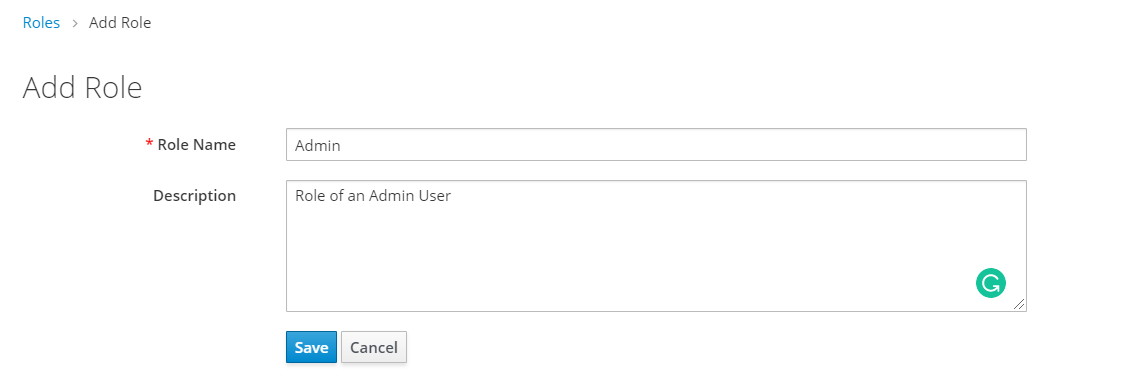 Roles > Add Role
Add Role
* Role Name Admin
Description Role of an Admin User
Save Cancel